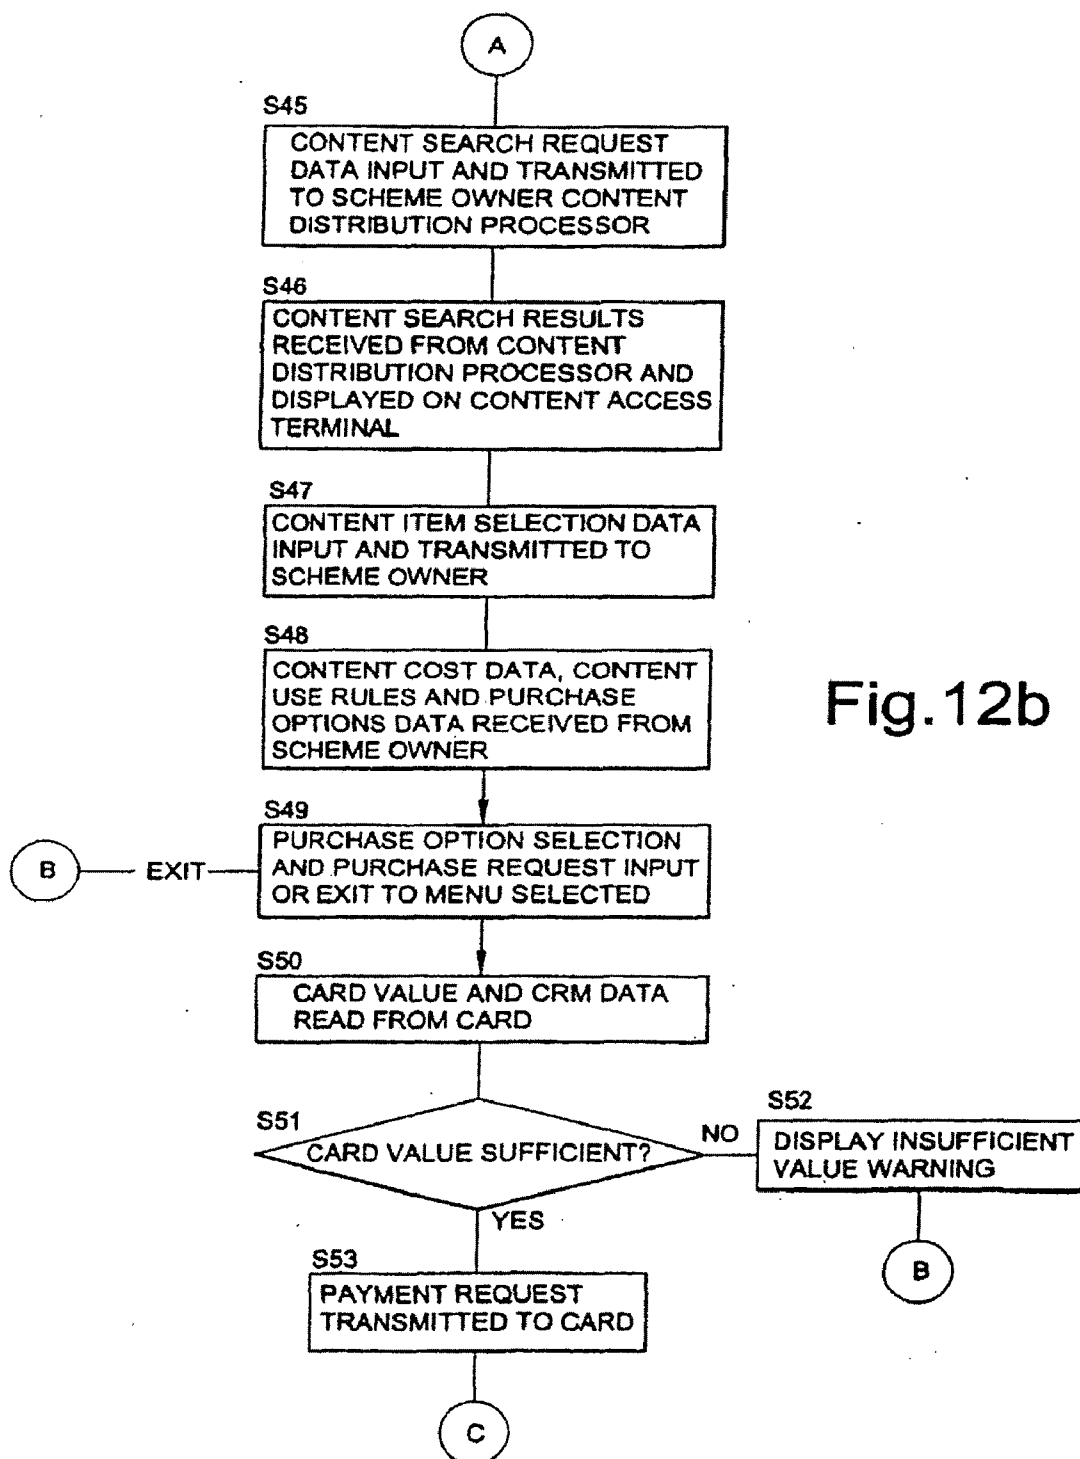 A
S45
CONTENT SEARCH REQUEST
DATA INPUT AND TRANSMITTED
TO SCHEME OWNER CONTENT
DISTRIBUTION PROCESSOR
S46
CONTENT SEARCH RESULTS
RECEIVED FROM CONTENT
DISTRIBUTION PROCESSOR AND
DISPLAYED ON CONTENT ACCESS
TERMINAL
S47
CONTENT ITEM SELECTION DATA
INPUT AND TRANSMITTED TO
SCHEME OWNER
S48
CONTENT COST DATA, CONTENT
USE RULES AND PURCHASE
OPTIONS DATA RECEIVED FROM
SCHEME OWNER
Fig.12b
S49
PURCHASE OPTION SELECTION
AND PURCHASE REQUEST INPUT
OR EXIT TO MENU SELECTED
B
EXIT
S50
CARD VALUE AND CRM DATA
READ FROM CARD
S51
CARD VALUE SUFFICIENT?
NO
S52
DISPLAY INSUFFICIENT
VALUE WARNING
YES
B
S53
PAYMENT REQUEST
TRANSMITTED TO CARD
C